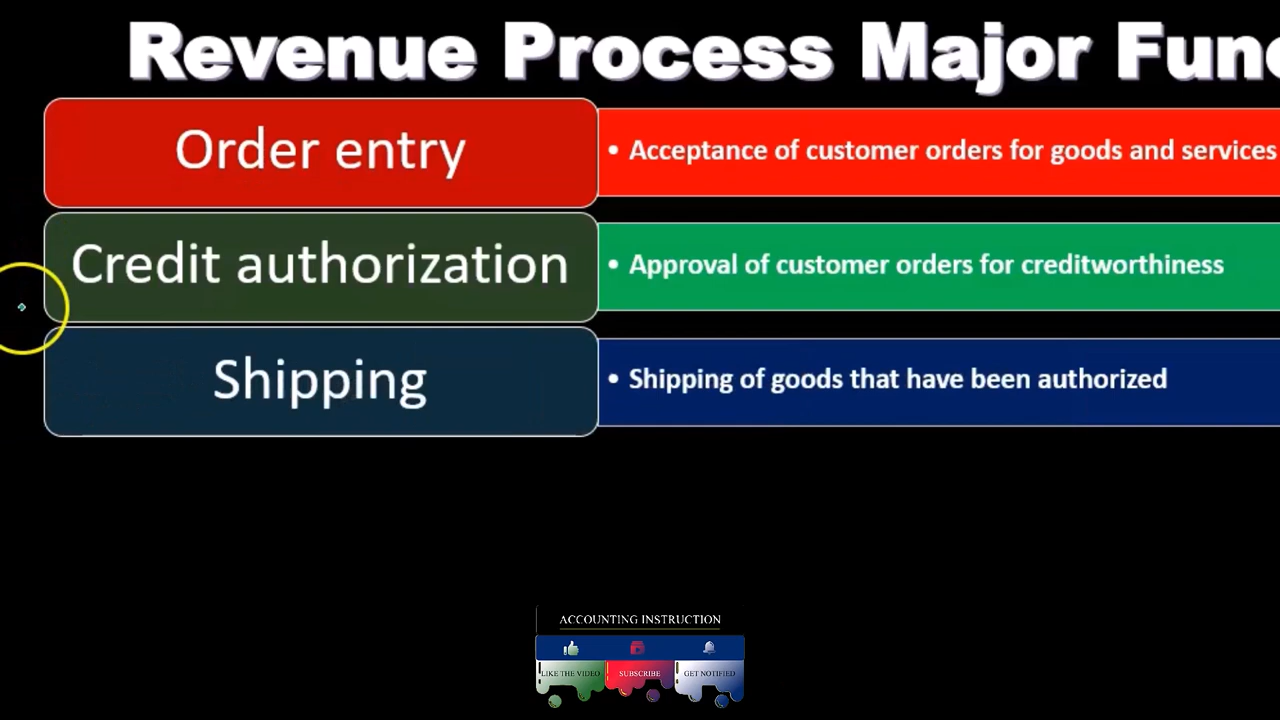 Revenue Process Major Func
Order entry
• Acceptance of customer orders for goods and services
Credit authorization
• Approval of customer orders for creditworthiness
Shipping
• Shipping of goods that have been authorized
ACCOUNTING INSTRUCTION
LIKE THE VIDEO
SUBSCRIBE
GET NOTIFIED